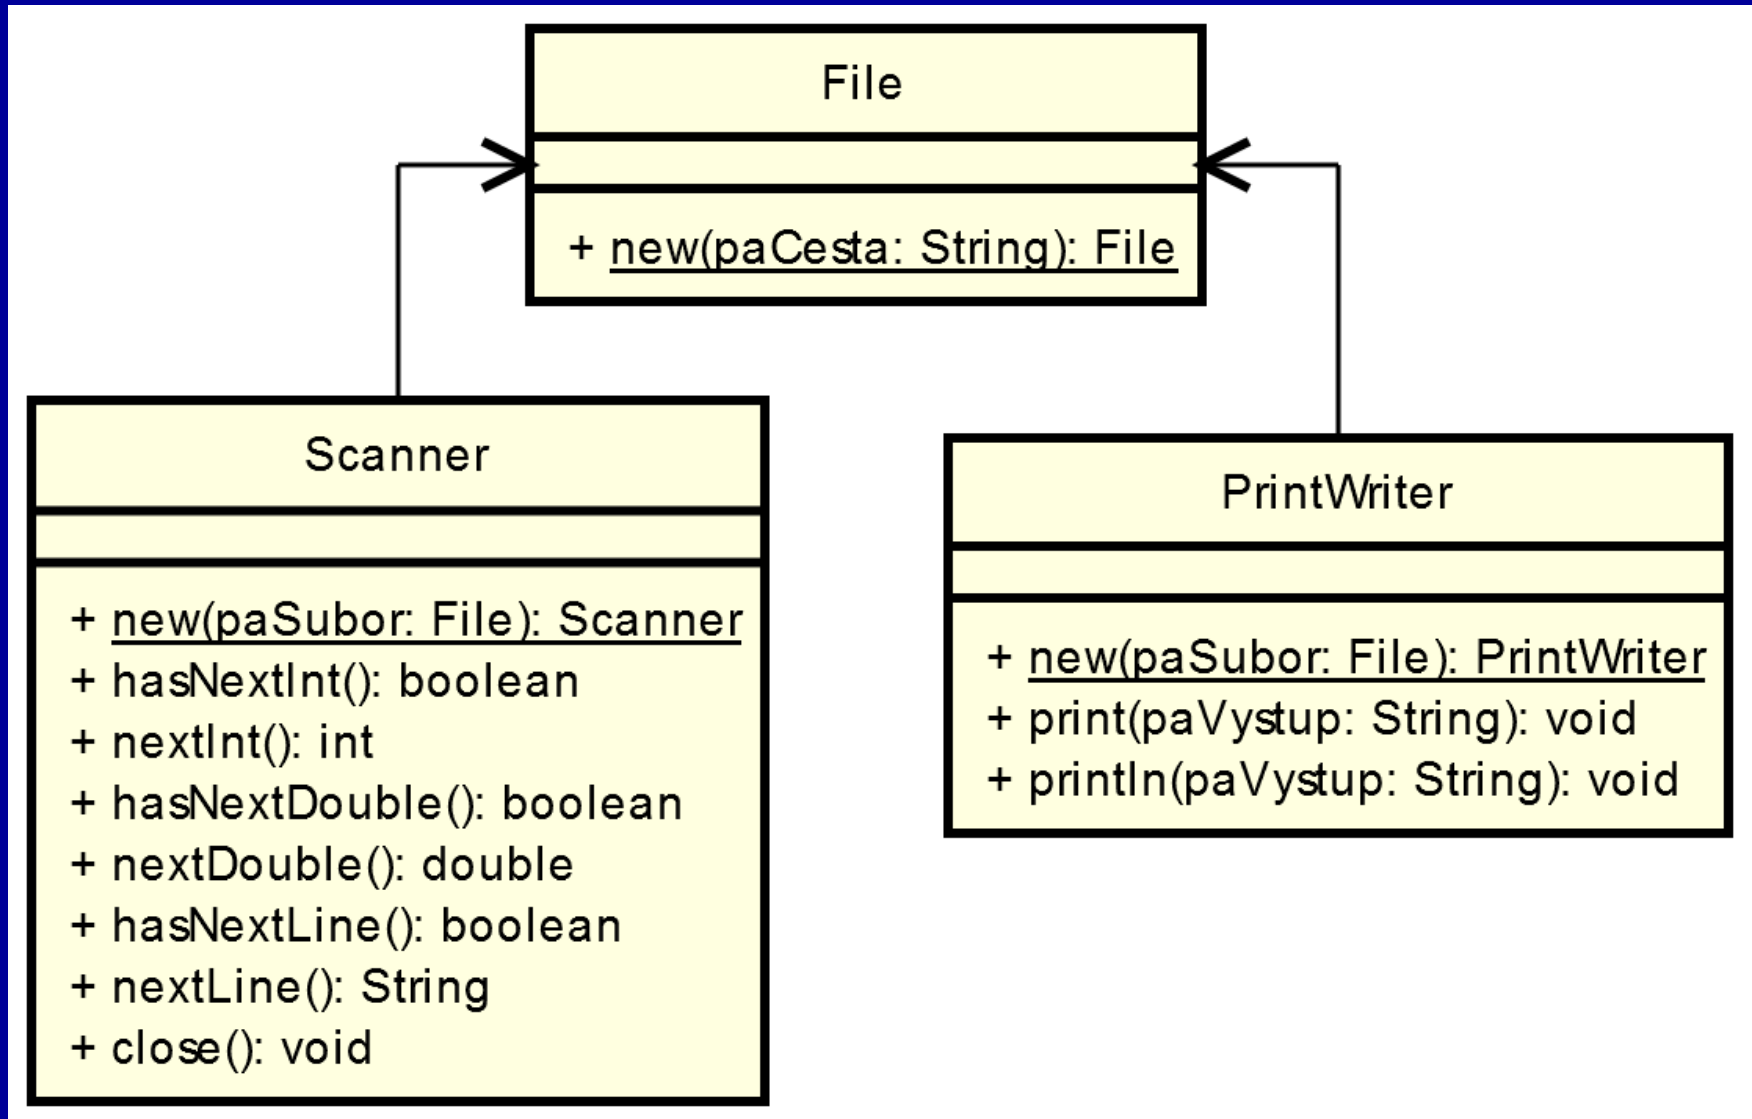 File
+ new(paCesta: String): File
Scanner
+ new(paSubor: File): Scanner
+ hasNextInt(): boolean
+ nextInt(): int
+ hasNextDouble(): boolean
+ nextDouble(): double
+ hasNextLine(): boolean
+ nextLine(): String
+ close(): void
PrintWriter
+ new(paSubor: File): PrintWriter
+ print(paVystup: String): void
+ println(paVystup: String): void